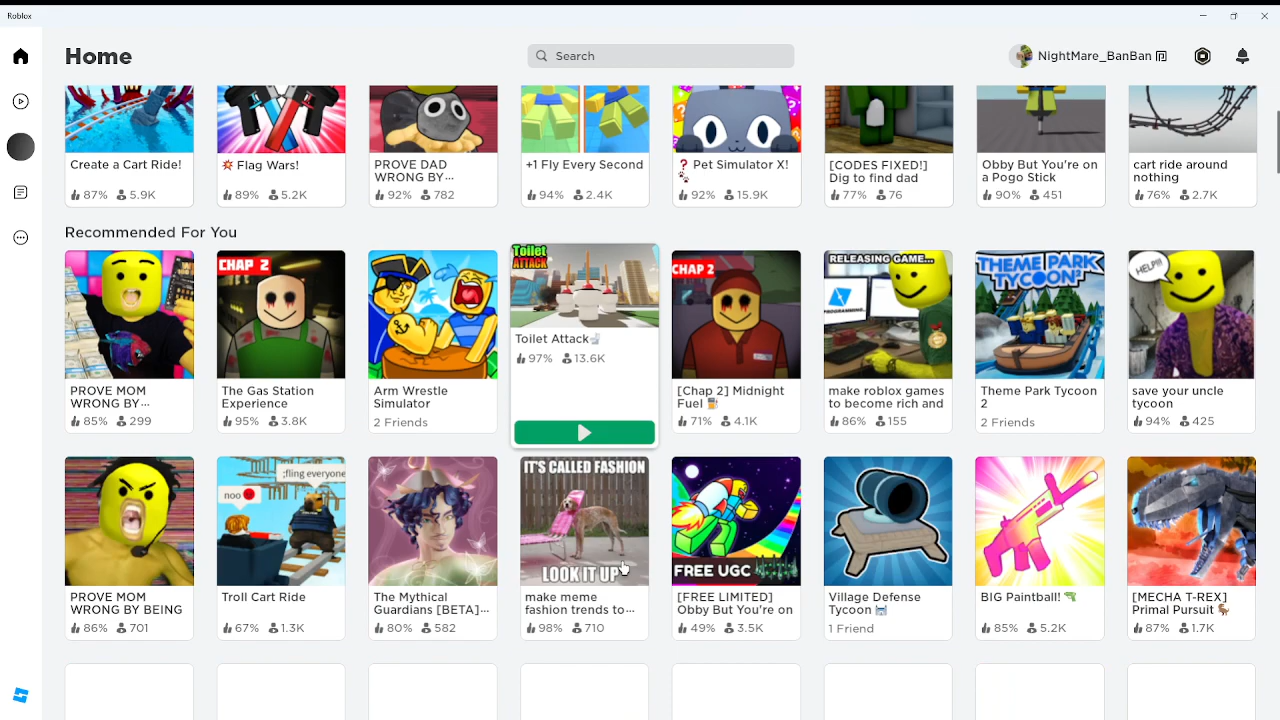 Roblox
Home
Search
NightMare_BanBan
Create a Cart Ride!
87% 5.9K
💥 Flag Wars!
89% 5.2K
PROVE DAD
WRONG BY...
92% 782
+1 Fly Every Second
94% 2.4K
❓ Pet Simulator X!
🐾
92% 15.9K
[CODES FIXED!]
Dig to find dad
77% 76
Obby But You're on
a Pogo Stick
90% 451
cart ride around
nothing
76% 2.7K
Recommended For You
PROVE MOM
WRONG BY...
85% 299
CHAP 2
The Gas Station
Experience
95% 3.8K
Arm Wrestle
Simulator
2 Friends
Toilet
ATTACK
Toilet Attack🚽
97% 13.6K
CHAP 2
[Chap 2] Midnight
Fuel ⛽
71% 4.1K
RELEASING GAME...
PROGRAMMING...
make roblox games
to become rich and
86% 155
THEME PARK
TYCOON2
Theme Park Tycoon
2
2 Friends
HELP!!!
save your uncle
tycoon
94% 425
PROVE MOM
WRONG BY BEING
86% 701
;fling everyone
noo
Troll Cart Ride
67% 1.3K
The Mythical
Guardians [BETA]...
80% 582
IT'S CALLED FASHION
LOOK IT UP
make meme
fashion trends to...
98% 710
FREE UGC
[FREE LIMITED]
Obby But You're on
49% 3.5K
Village Defense
Tycoon
1 Friend
BIG Paintball! 🔫
85% 5.2K
[MECHA T-REX]
Primal Pursuit 🦖
87% 1.7K